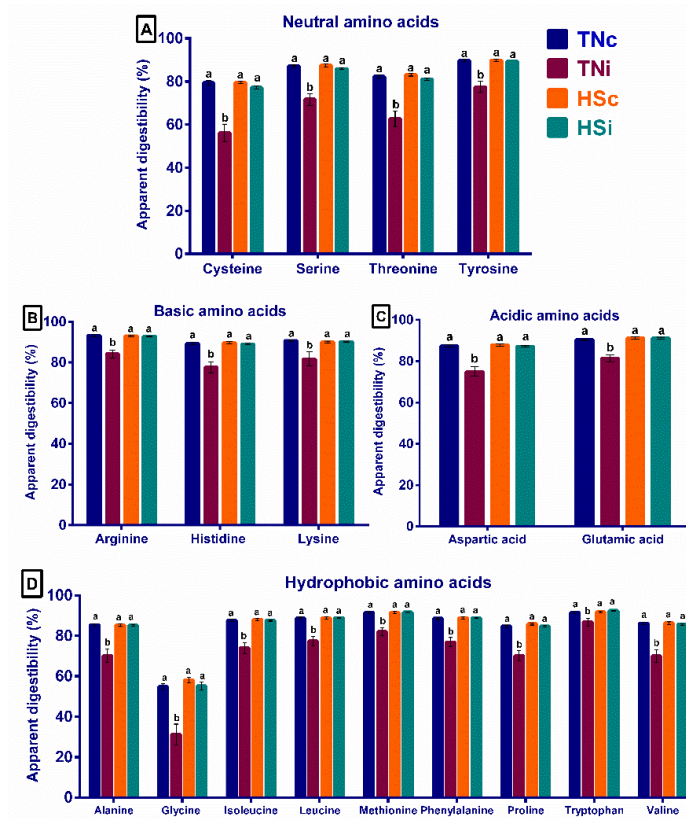 A
Neutral amino acids
TNc
TNi
HSc
HSi
Apparent digestibility (%)
100
80
60
40
20
0
a b a a a b a a a b a a a b a a
Cysteine Serine Threonine Tyrosine
B
Basic amino acids
Apparent digestibility (%)
100
80
60
40
20
0
a b a a a b a a a b a a
Arginine Histidine Lysine
C
Acidic amino acids
Apparent digestibility (%)
100
80
60
40
20
0
a b a a a b a a
Aspartic acid Glutamic acid
D
Hydrophobic amino acids
Apparent digestibility (%)
100
80
60
40
20
0
a b a a a b a a a b a a a b a a a b a a a b a a a b a a a b a a a b a a
Alanine Glycine Isoleucine Leucine Methionine Phenylalanine Proline Tryptophan Valine